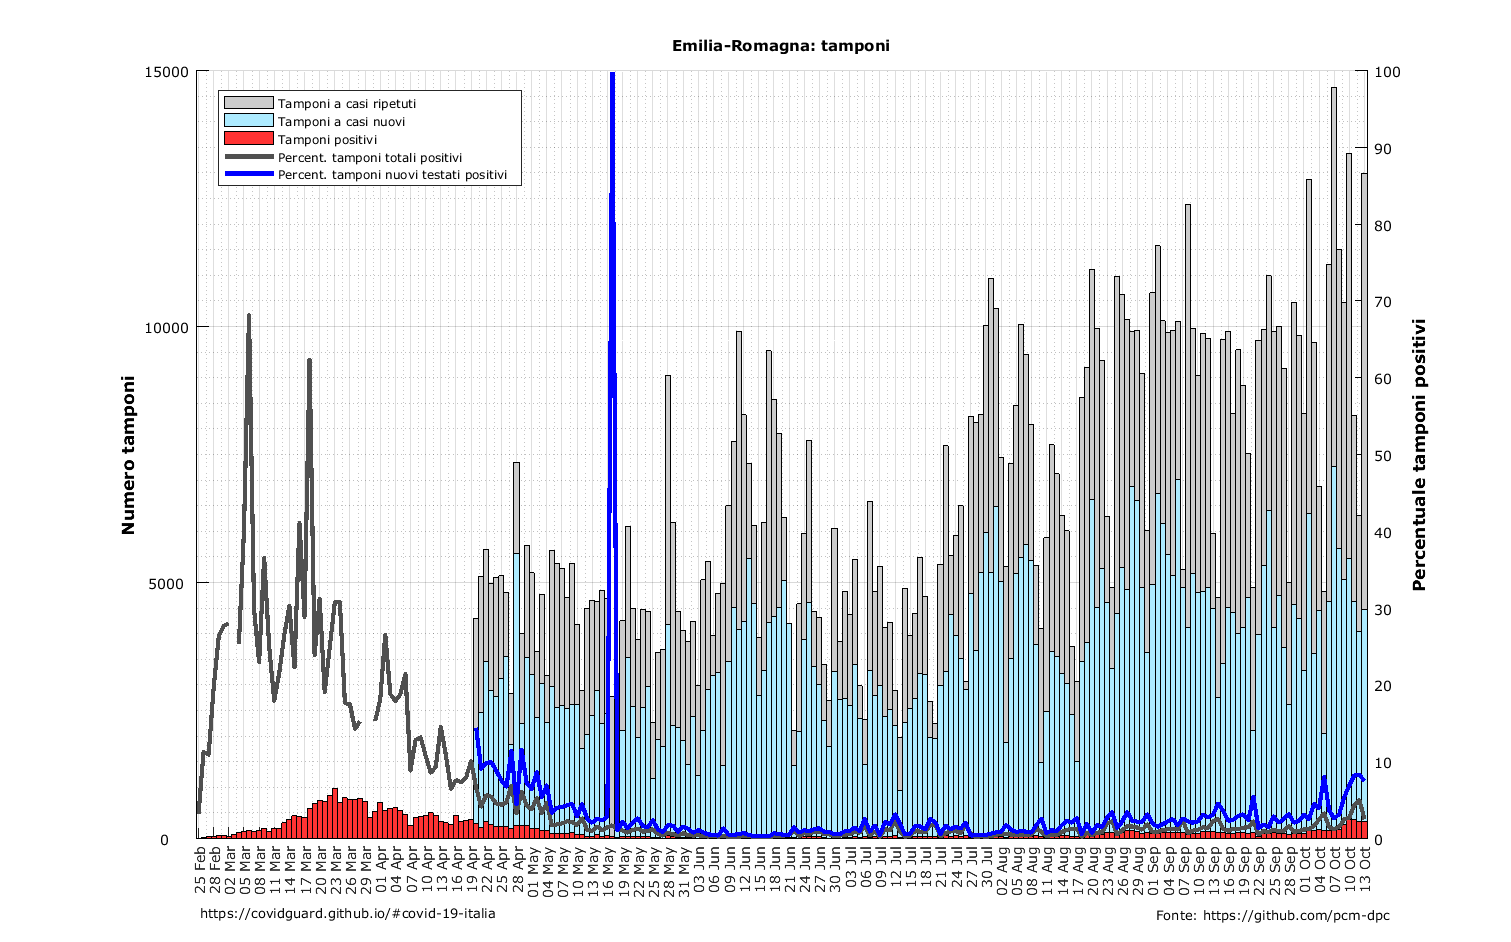 Emilia-Romagna: tamponi
15000
10000
5000
0
Numero tamponi
Tamponi a casi ripetuti
Tamponi a casi nuovi
Tamponi positivi
Percent. tamponi totali positivi
Percent. tamponi nuovi testati positivi
100
90
80
70
60
50
40
30
20
10
0
Percentuale tamponi positivi
25 Feb
28 Feb
02 Mar
05 Mar
08 Mar
11 Mar
14 Mar
17 Mar
20 Mar
23 Mar
26 Mar
29 Mar
01 Apr
04 Apr
07 Apr
10 Apr
13 Apr
16 Apr
19 Apr
22 Apr
25 Apr
28 Apr
01 May
04 May
07 May
10 May
13 May
16 May
19 May
22 May
25 May
28 May
31 May
03 Jun
06 Jun
09 Jun
12 Jun
15 Jun
18 Jun
21 Jun
24 Jun
27 Jun
30 Jun
03 Jul
06 Jul
09 Jul
12 Jul
15 Jul
18 Jul
21 Jul
24 Jul
27 Jul
30 Jul
02 Aug
05 Aug
08 Aug
11 Aug
14 Aug
17 Aug
20 Aug
23 Aug
26 Aug
29 Aug
01 Sep
04 Sep
07 Sep
10 Sep
13 Sep
16 Sep
19 Sep
22 Sep
25 Sep
28 Sep
01 Oct
04 Oct
07 Oct
10 Oct
13 Oct
https://covidguard.github.io/#covid-19-italia
Fonte: https://github.com/pcm-dpc